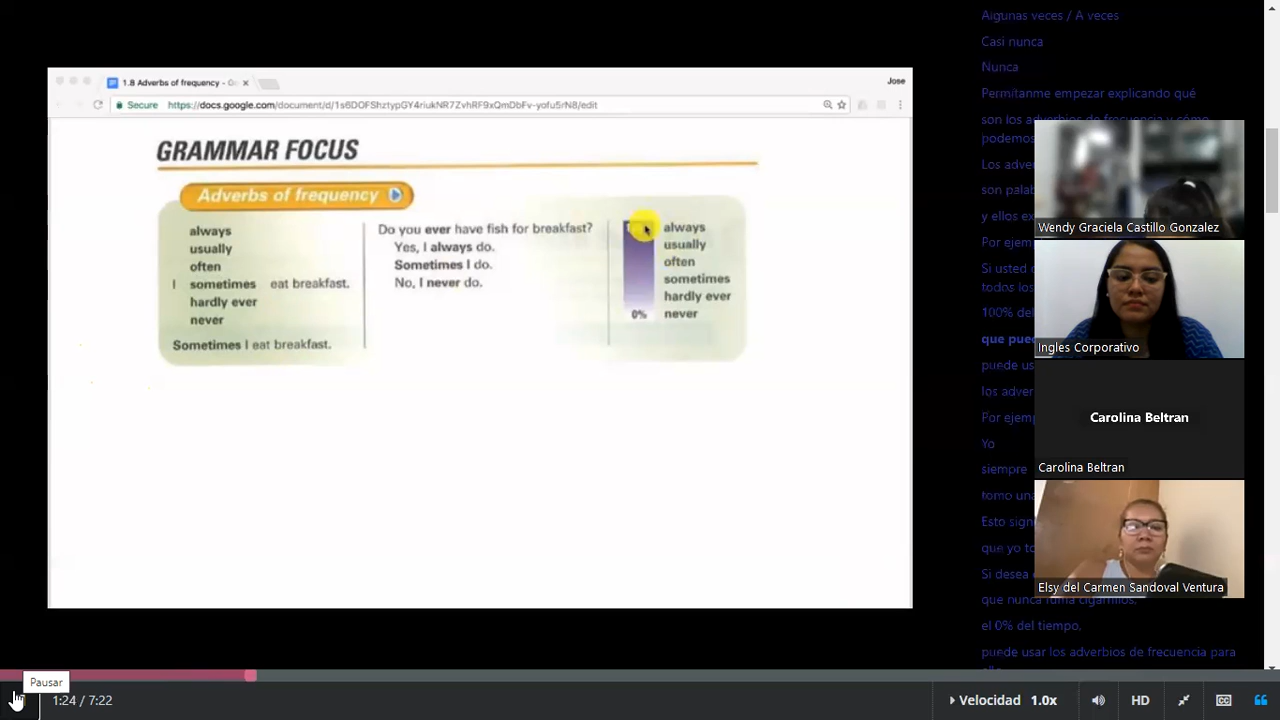 1.8 Adverbs of frequency - Go
Jose
Secure
https://docs.google.com/document/d/1s6DOFShztypGY4riukNR7ZvhRF9xQmDbFv-yofu5rN8/edit
GRAMMAR FOCUS
Adverbs of frequency
always
usually
often
I sometimes eat breakfast.
hardly ever
never
Sometimes I eat breakfast.
Do you ever have fish for breakfast?
Yes, I always do.
Sometimes I do.
No, I never do.
always
usually
often
sometimes
hardly ever
0% never
Algunas veces / A veces
Casi nunca
Nunca
Permítanme empezar explicando qué
son los adverbios de frecuencia y cómo
podemos
Los adver
son palab
y ellos ex
Por ejem
Si usted
todos los
100% del
que pued
puede us
los adver
Por ejem
Yo
siempre
tomo una
Esto sign
que yo to
Si desea
que nunca fuma cigarrillos,
el 0% del tiempo,
puede usar los adverbios de frecuencia para
ello
Wendy Graciela Castillo Gonzalez
Ingles Corporativo
Carolina Beltran
Carolina Beltran
Elsy del Carmen Sandoval Ventura
Pausar
1:24 / 7:22
Velocidad 1.0x
HD
CC